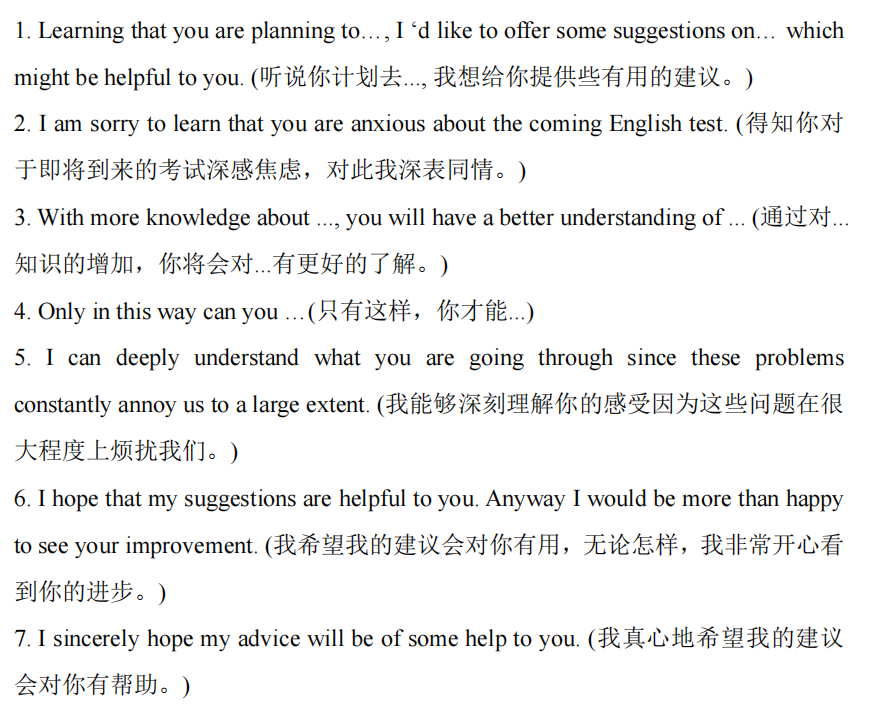 1. Learning that you are planning to…, I ‘d like to offer some suggestions on… which
might be helpful to you. (听说你计划去..., 我想给你提供些有用的建议。)
2. I am sorry to learn that you are anxious about the coming English test. (得知你对
于即将到来的考试深感焦虑，对此我深表同情。)
3. With more knowledge about ..., you will have a better understanding of ... (通过对...
知识的增加，你将会对...有更好的了解。)
4. Only in this way can you …(只有这样，你才能...)
5. I can deeply understand what you are going through since these problems
constantly annoy us to a large extent. (我能够深刻理解你的感受因为这些问题在很
大程度上烦扰我们。)
6. I hope that my suggestions are helpful to you. Anyway I would be more than happy
to see your improvement. (我希望我的建议会对你有用，无论怎样，我非常开心看
到你的进步。)
7. I sincerely hope my advice will be of some help to you. (我真心地希望我的建议
会对你有帮助。)